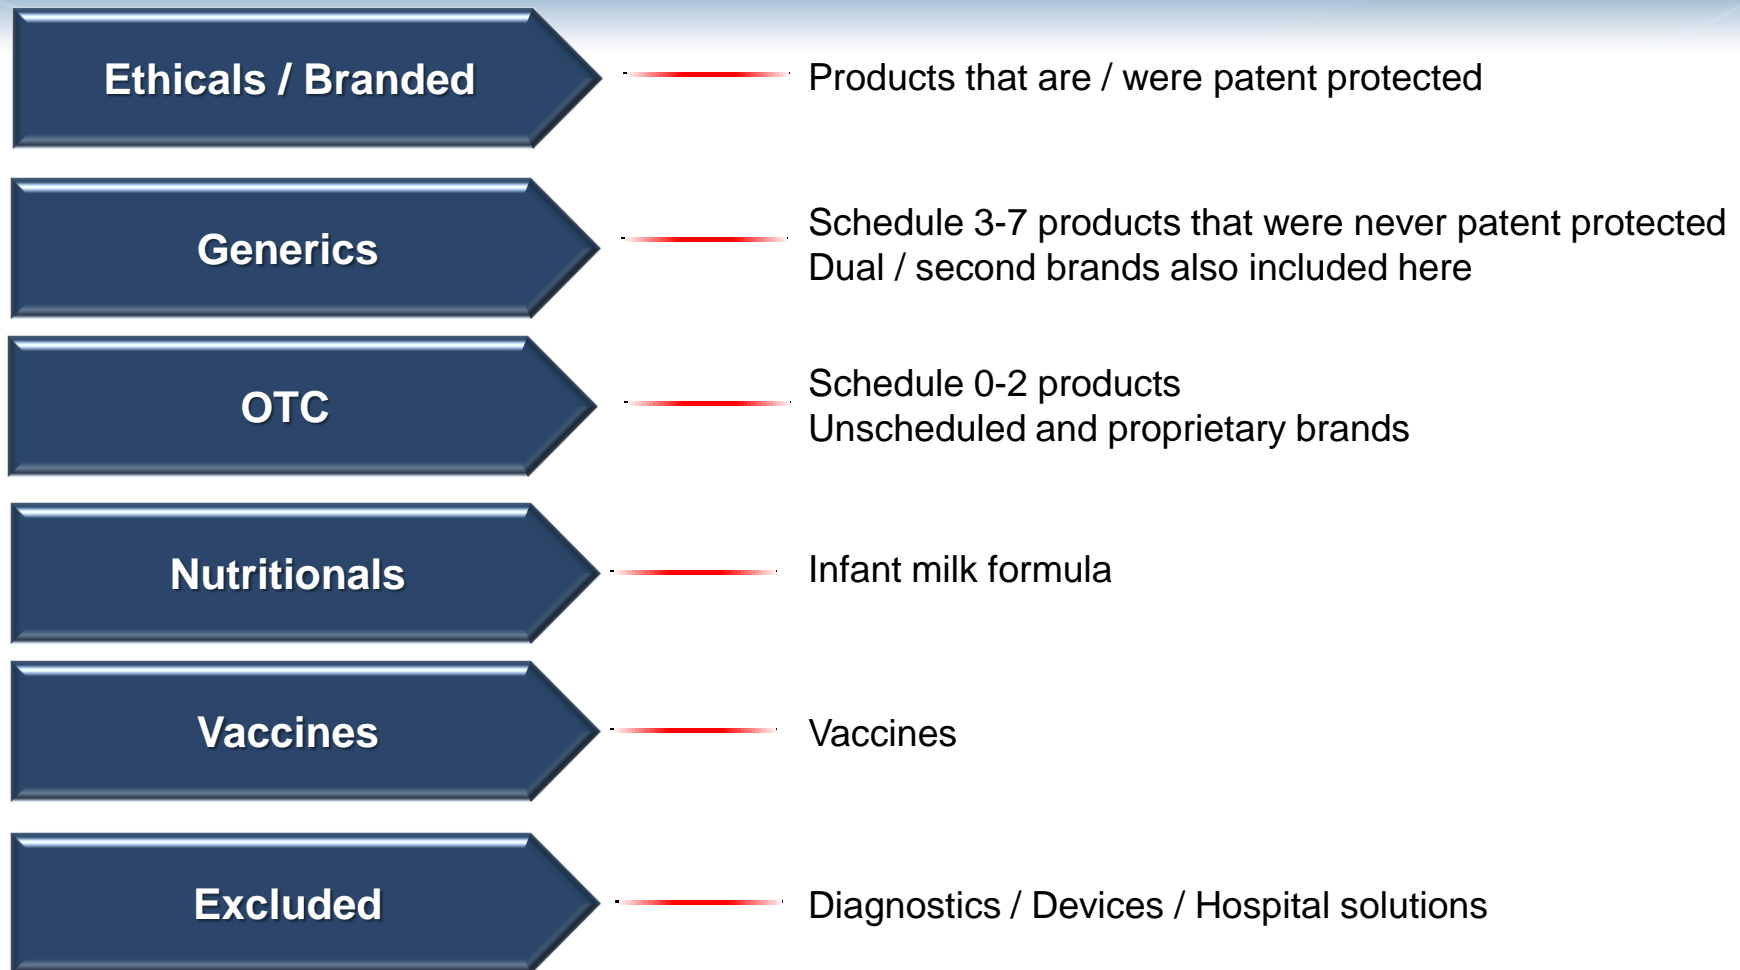 Ethicals / Branded
Products that are / were patent protected
Generics
Schedule 3-7 products that were never patent protected
Dual / second brands also included here
OTC
Schedule 0-2 products
Unscheduled and proprietary brands
Nutritionals
Infant milk formula
Vaccines
Vaccines
Excluded
Diagnostics / Devices / Hospital solutions